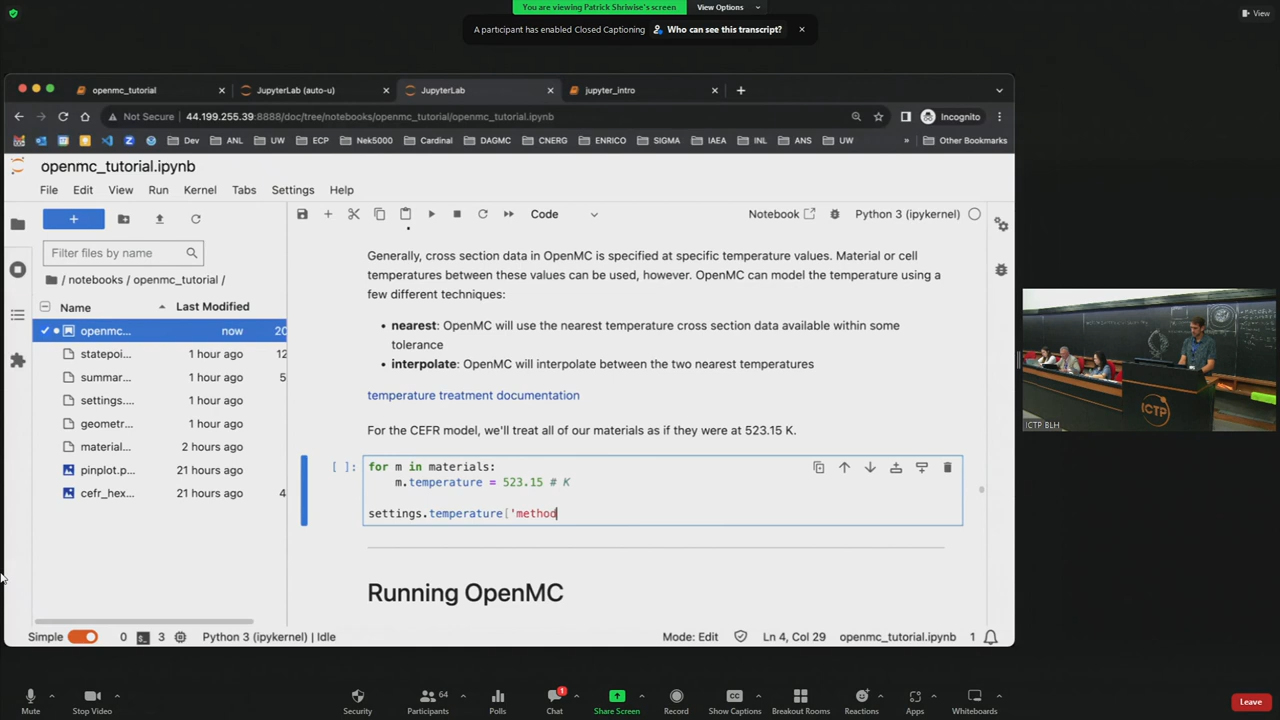 You are viewing Patrick Shriwise's screen
View Options
View
A participant has enabled Closed Captioning
Who can see this transcript?
openmc_tutorial
JupyterLab (auto-u)
JupyterLab
jupyter_intro
Not Secure
44.199.255.39:8888/doc/tree/notebooks/openmc_tutorial/openmc_tutorial.ipynb
Incognito
Dev
ANL
UW
ECP
Nek5000
Cardinal
DAGMC
CNERG
ENRICO
SIGMA
IAEA
INL
ANS
UW
»
Other Bookmarks
openmc_tutorial.ipynb
File Edit View Run Kernel Tabs Settings Help
Code
Notebook
Python 3 (ipykernel)
Filter files by name
/ notebooks / openmc_tutorial /
Name Last Modified
openmc... now 20
statepoi... 1 hour ago 12
summar... 1 hour ago 5
settings.... 1 hour ago
geometr... 1 hour ago
material... 2 hours ago
pinplot.p... 21 hours ago
cefr_hex... 21 hours ago 4
Generally, cross section data in OpenMC is specified at specific temperature values. Material or cell
temperatures between these values can be used, however. OpenMC can model the temperature using a
few different techniques:
• nearest: OpenMC will use the nearest temperature cross section data available within some
tolerance
• interpolate: OpenMC will interpolate between the two nearest temperatures
temperature treatment documentation
For the CEFR model, we'll treat all of our materials as if they were at 523.15 K.
[ ]:
for m in materials:
m.temperature = 523.15 # K
settings.temperature['method
Running OpenMC
Simple
0
3
Python 3 (ipykernel) | Idle
Mode: Edit
Ln 4, Col 29
openmc_tutorial.ipynb
1
ICTP
ICTP BLH
Mute
Stop Video
Security
64
Participants
Polls
1
Chat
Share Screen
Record
CC
Show Captions
Breakout Rooms
Reactions
Apps
Whiteboards
Leave